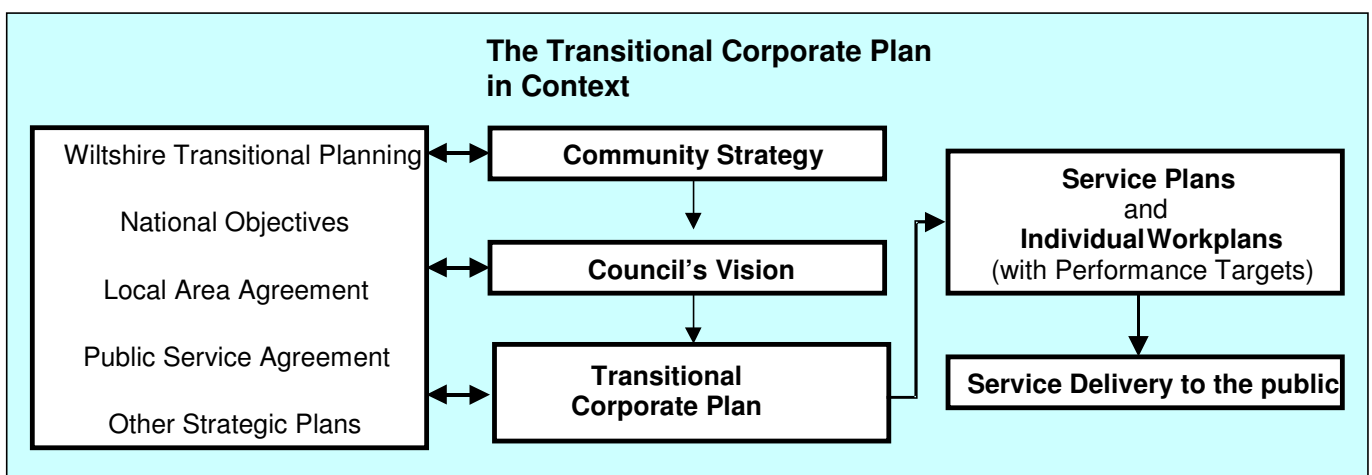 The Transitional Corporate Plan
in Context
Wiltshire Transitional Planning
National Objectives
Local Area Agreement
Public Service Agreement
Other Strategic Plans
Community Strategy
Council's Vision
Transitional
Corporate Plan
Service Plans
and
Individual Workplans
(with Performance Targets)
Service Delivery to the public